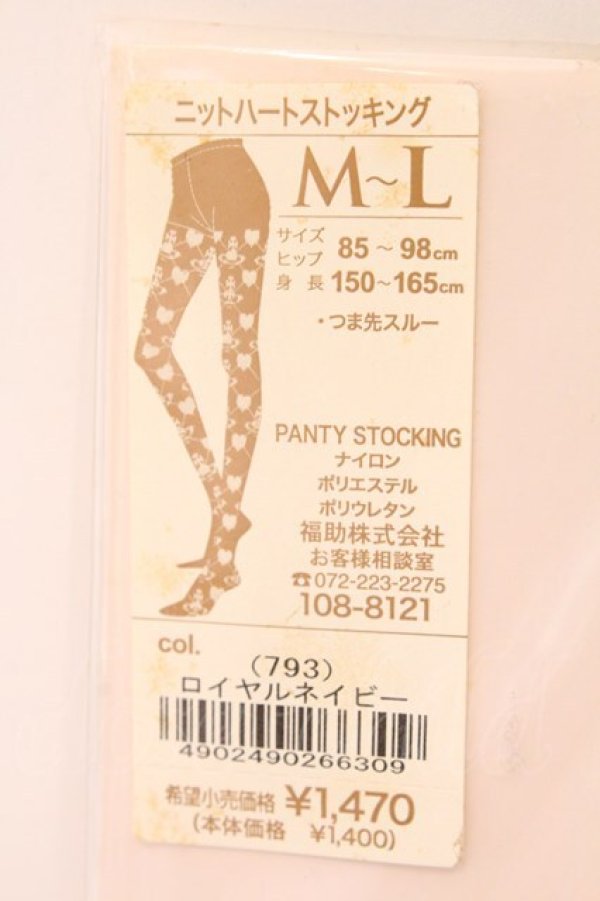 ニットハートストッキング
M~L
サイズ
ヒップ 85~98cm
身長 150~165cm
・つま先スルー
PANTY STOCKING
ナイロン
ポリエステル
ポリウレタン
福助株式会社
お客様相談室
☎072-223-2275
108-8121
col.
(793)
ロイヤルネイビー
4902490266309
希望小売価格 ¥1,470
(本体価格 ¥1,400)